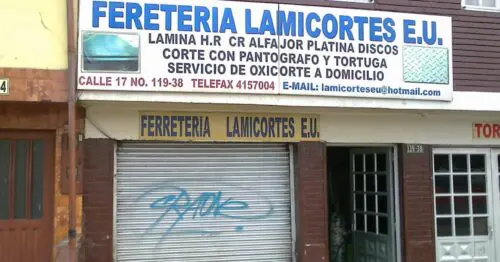 FERETERIA LAMICORTES E.U.
LAMINA H.R CR ALFAJOR PLATINA DISCOS
CORTE CON PANTOGRAFO Y TORTUGA
SERVICIO DE OXICORTE A DOMICILIO
CALLE 17 NO. 119-38 TELEFAX 4157004 E-MAIL: lamicorteseu@hotmail.com
4
FERRETERIA LAMICORTES E.U.
TOR
119-38